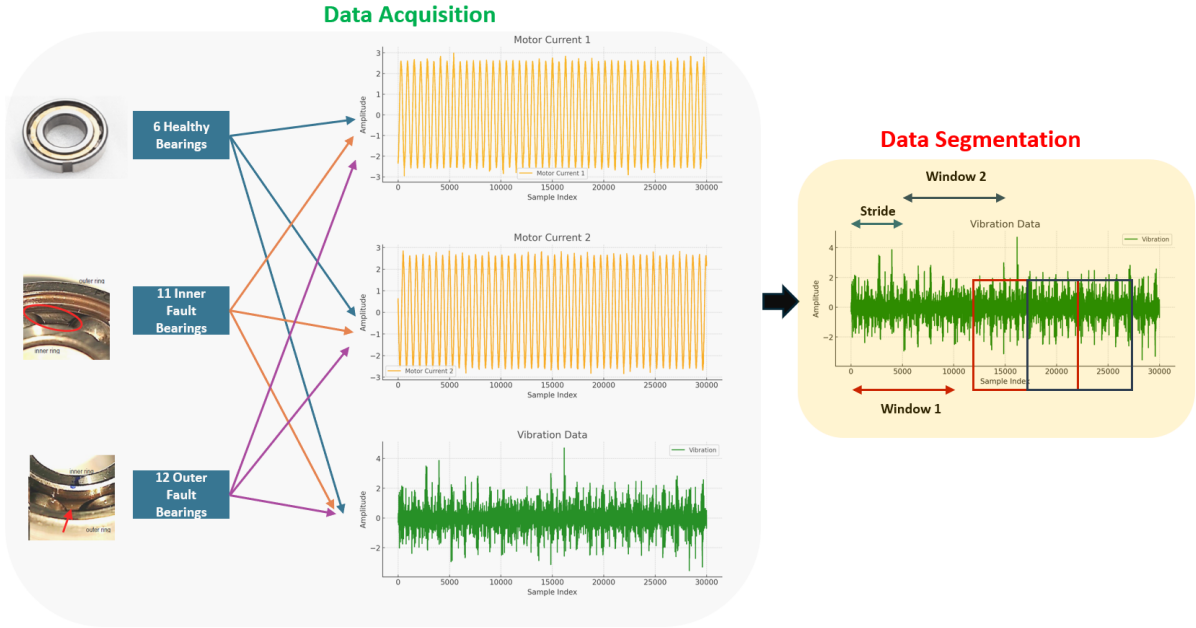 Data Acquisition
6 Healthy
Bearings
11 Inner
Fault
Bearings
outer ring
inner ring
12 Outer
Fault
Bearings
inner ring
outer ring
Motor Current 1
Amplitude
3
2
1
0
−1
−2
−3
Motor Current 1
0 5000 10000 15000 20000 25000 30000
Sample Index
Motor Current 2
Amplitude
3
2
1
0
−1
−2
−3
Motor Current 2
0 5000 10000 15000 20000 25000 30000
Sample Index
Vibration Data
Vibration
Amplitude
4
2
0
−2
0 5000 10000 15000 20000 25000 30000
Sample Index
Data Segmentation
Window 2
Stride
Vibration Data
Vibration
Amplitude
4
2
0
−2
0 5000 10000 15000 20000 25000 30000
Sample Index
Window 1